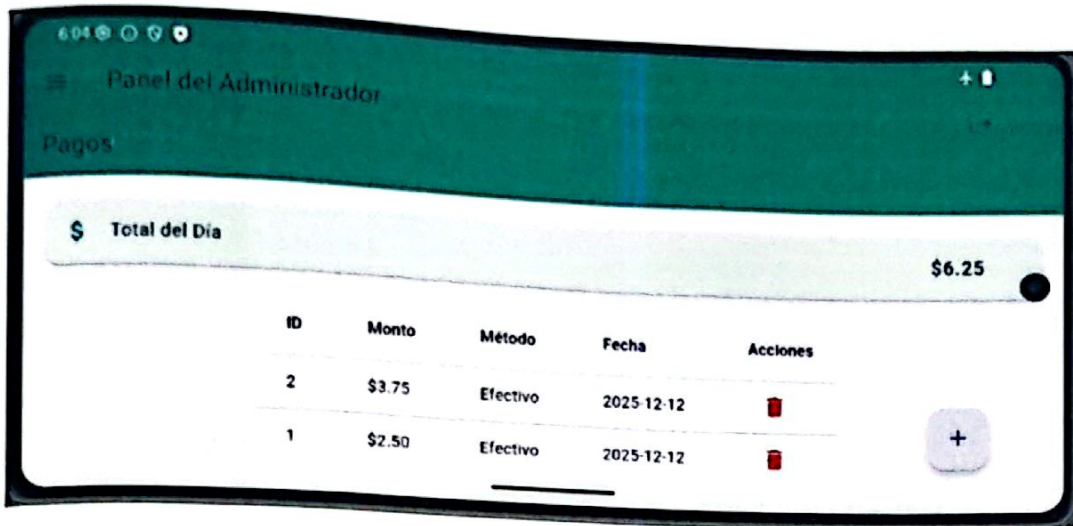 6:04
Panel del Administrador
Pagos
$ Total del Día
$6.25
ID Monto Método Fecha Acciones
2 $3.75 Efectivo 2025-12-12
1 $2.50 Efectivo 2025-12-12
+